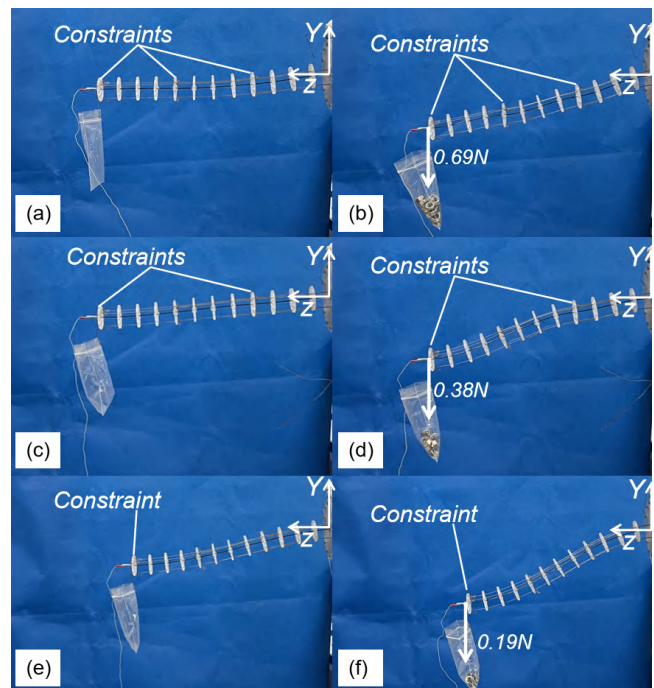 Constraints
Y
z
(a)
Constraints
Y
z
0.69N
(b)
Constraints
Y
z
(c)
Constraints
Y
z
0.38N
(d)
Constraint
Y
z
(e)
Constraint
Y
z
0.19N
(f)